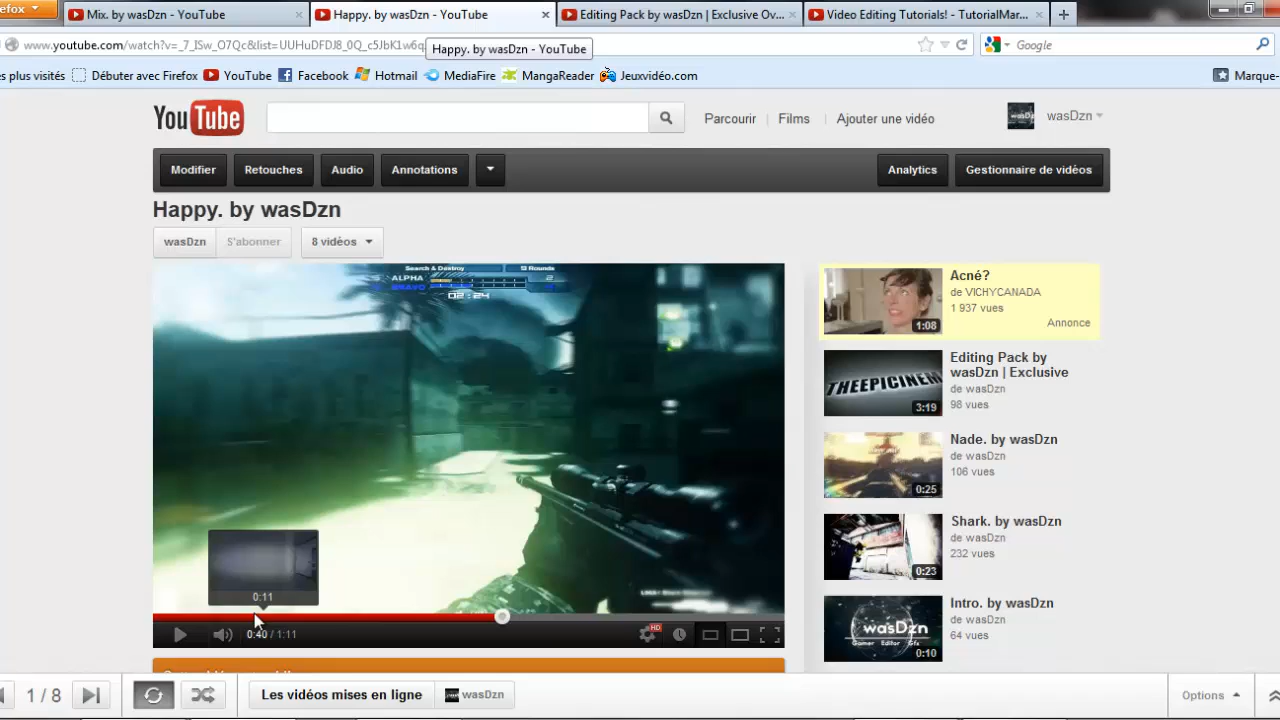 efox
Mix. by wasDzn - YouTube
Happy. by wasDzn - YouTube
Editing Pack by wasDzn | Exclusive Ov...
Video Editing Tutorials! - TutorialMar...
www.youtube.com/watch?v=_7_ISw_O7Qc&list=
Happy. by wasDzn - YouTube
Google
es plus visités
Débuter avec Firefox
YouTube
Facebook
Hotmail
MediaFire
MangaReader
Jeuxvidéo.com
Marque-
YouTube
Parcourir
Films
Ajouter une vidéo
wasDzn
Modifier
Retouches
Audio
Annotations
Analytics
Gestionnaire de vidéos
Happy. by wasDzn
wasDzn
S'abonner
8 vidéos
Search & Destroy
ALPHA
2
BRAVO
02:24
0:11
0:40 / 1:11
HD
Acné?
de VICHYCANADA
1 937 vues
Annonce
1:08
THEEPICINEM
3:19
Editing Pack by
wasDzn | Exclusive
de wasDzn
98 vues
Nade. by wasDzn
de wasDzn
106 vues
0:25
Shark. by wasDzn
de wasDzn
232 vues
0:23
wasDzn
Gamer Editor Gfx
0:10
Intro. by wasDzn
de wasDzn
64 vues
1 / 8
Les vidéos mises en ligne
wasDzn
Options